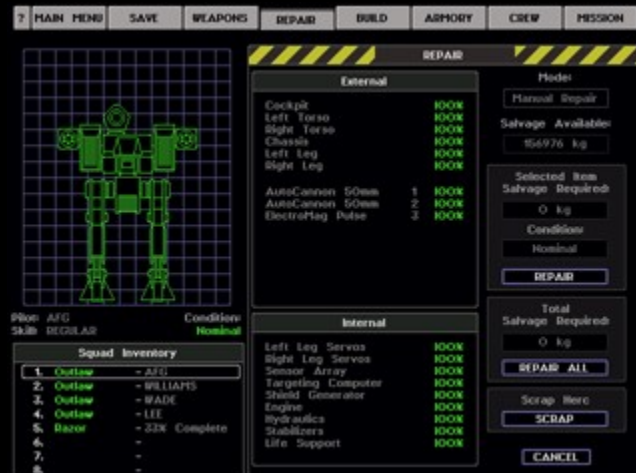 ? MAIN MENU SAVE WEAPONS REPAIR BUILD ARMORY CREW MISSION
REPAIR
External
Cockpit 100%
Left Torso 100%
Right Torso 100%
Chassis 100%
Left Leg 100%
Right Leg 100%
AutoCannon 50mm 1 100%
AutoCannon 50mm 2 100%
ElectroMag Pulse 3 100%
Mode:
Manual Repair
Salvage Available:
156976 kg
Selected Item
Salvage Required:
0 kg
Condition:
Nominal
REPAIR
Total
Salvage Required:
0 kg
REPAIR ALL
Scrap Herc
SCRAP
CANCEL
Pilot: AFG Condition:
Skill: REGULAR Nominal
Squad Inventory
1. Outlaw - AFG
2. Outlaw - WILLIAMS
3. Outlaw - WADE
4. Outlaw - LEE
5. Razor - 33% Complete
6. -
7. -
8. -
Internal
Left Leg Servos 100%
Right Leg Servos 100%
Sensor Array 100%
Targeting Computer 100%
Shield Generator 100%
Engine 100%
Hydraulics 100%
Stabilizers 100%
Life Support 100%